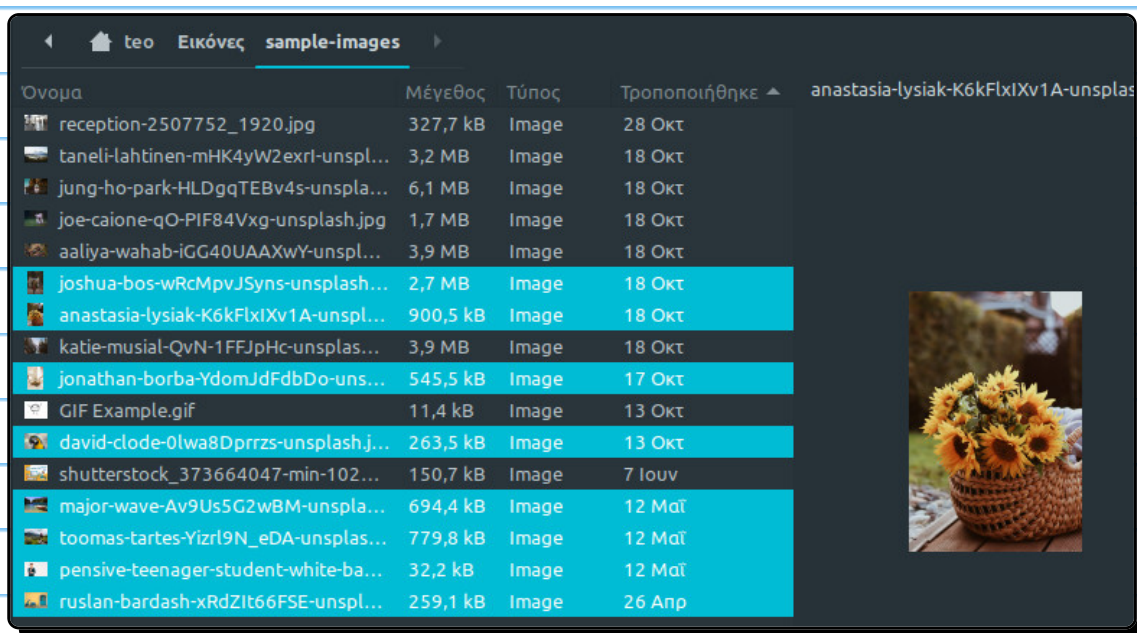 teo Εικόνες sample-images
Όνομα Μέγεθος Τύπος Τροποποιήθηκε
anastasia-lysiak-K6kFlxIXv1A-unsplas
reception-2507752_1920.jpg 327,7 kB Image 28 Οκτ
taneli-lahtinen-mHK4yW2exrI-unspl... 3,2 MB Image 18 Οκτ
jung-ho-park-HLDgqTEBv4s-unspla... 6,1 MB Image 18 Οκτ
joe-caione-qO-PIF84Vxg-unsplash.jpg 1,7 MB Image 18 Οκτ
aaliya-wahab-iGG40UAAXwY-unspl... 3,9 MB Image 18 Οκτ
joshua-bos-wRcMpvJSyns-unsplash... 2,7 MB Image 18 Οκτ
anastasia-lysiak-K6kFlxIXv1A-unspl... 900,5 kB Image 18 Οκτ
katie-musial-QvN-1FFJpHc-unsplas... 3,9 MB Image 18 Οκτ
jonathan-borba-YdomJdFdbDo-uns... 545,5 kB Image 17 Οκτ
GIF Example.gif 11,4 kB Image 13 Οκτ
david-clode-0lwa8Dprrzs-unsplash.j... 263,5 kB Image 13 Οκτ
shutterstock_373664047-min-102... 150,7 kB Image 7 Ιουν
major-wave-Av9Us5G2wBM-unspla... 694,4 kB Image 12 Μαΐ
toomas-tartes-Yizrl9N_eDA-unsplas... 779,8 kB Image 12 Μαΐ
pensive-teenager-student-white-ba... 32,2 kB Image 12 Μαΐ
ruslan-bardash-xRdZIt66FSE-unspl... 259,1 kB Image 26 Απρ